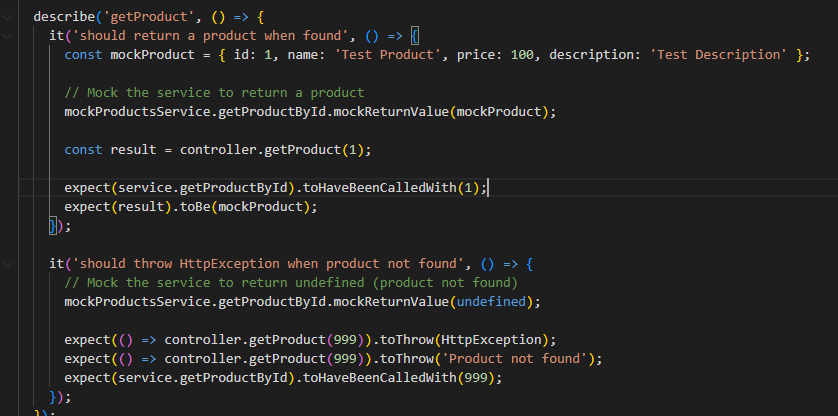 describe('getProduct', () => {
it('should return a product when found', () => {
const mockProduct = { id: 1, name: 'Test Product', price: 100, description: 'Test Description' };
// Mock the service to return a product
mockProductsService.getProductById.mockReturnValue(mockProduct);
const result = controller.getProduct(1);
expect(service.getProductById).toHaveBeenCalledWith(1);
expect(result).toBe(mockProduct);
});
it('should throw HttpException when product not found', () => {
// Mock the service to return undefined (product not found)
mockProductsService.getProductById.mockReturnValue(undefined);
expect(() => controller.getProduct(999)).toThrow(HttpException);
expect(() => controller.getProduct(999)).toThrow('Product not found');
expect(service.getProductById).toHaveBeenCalledWith(999);
});
});